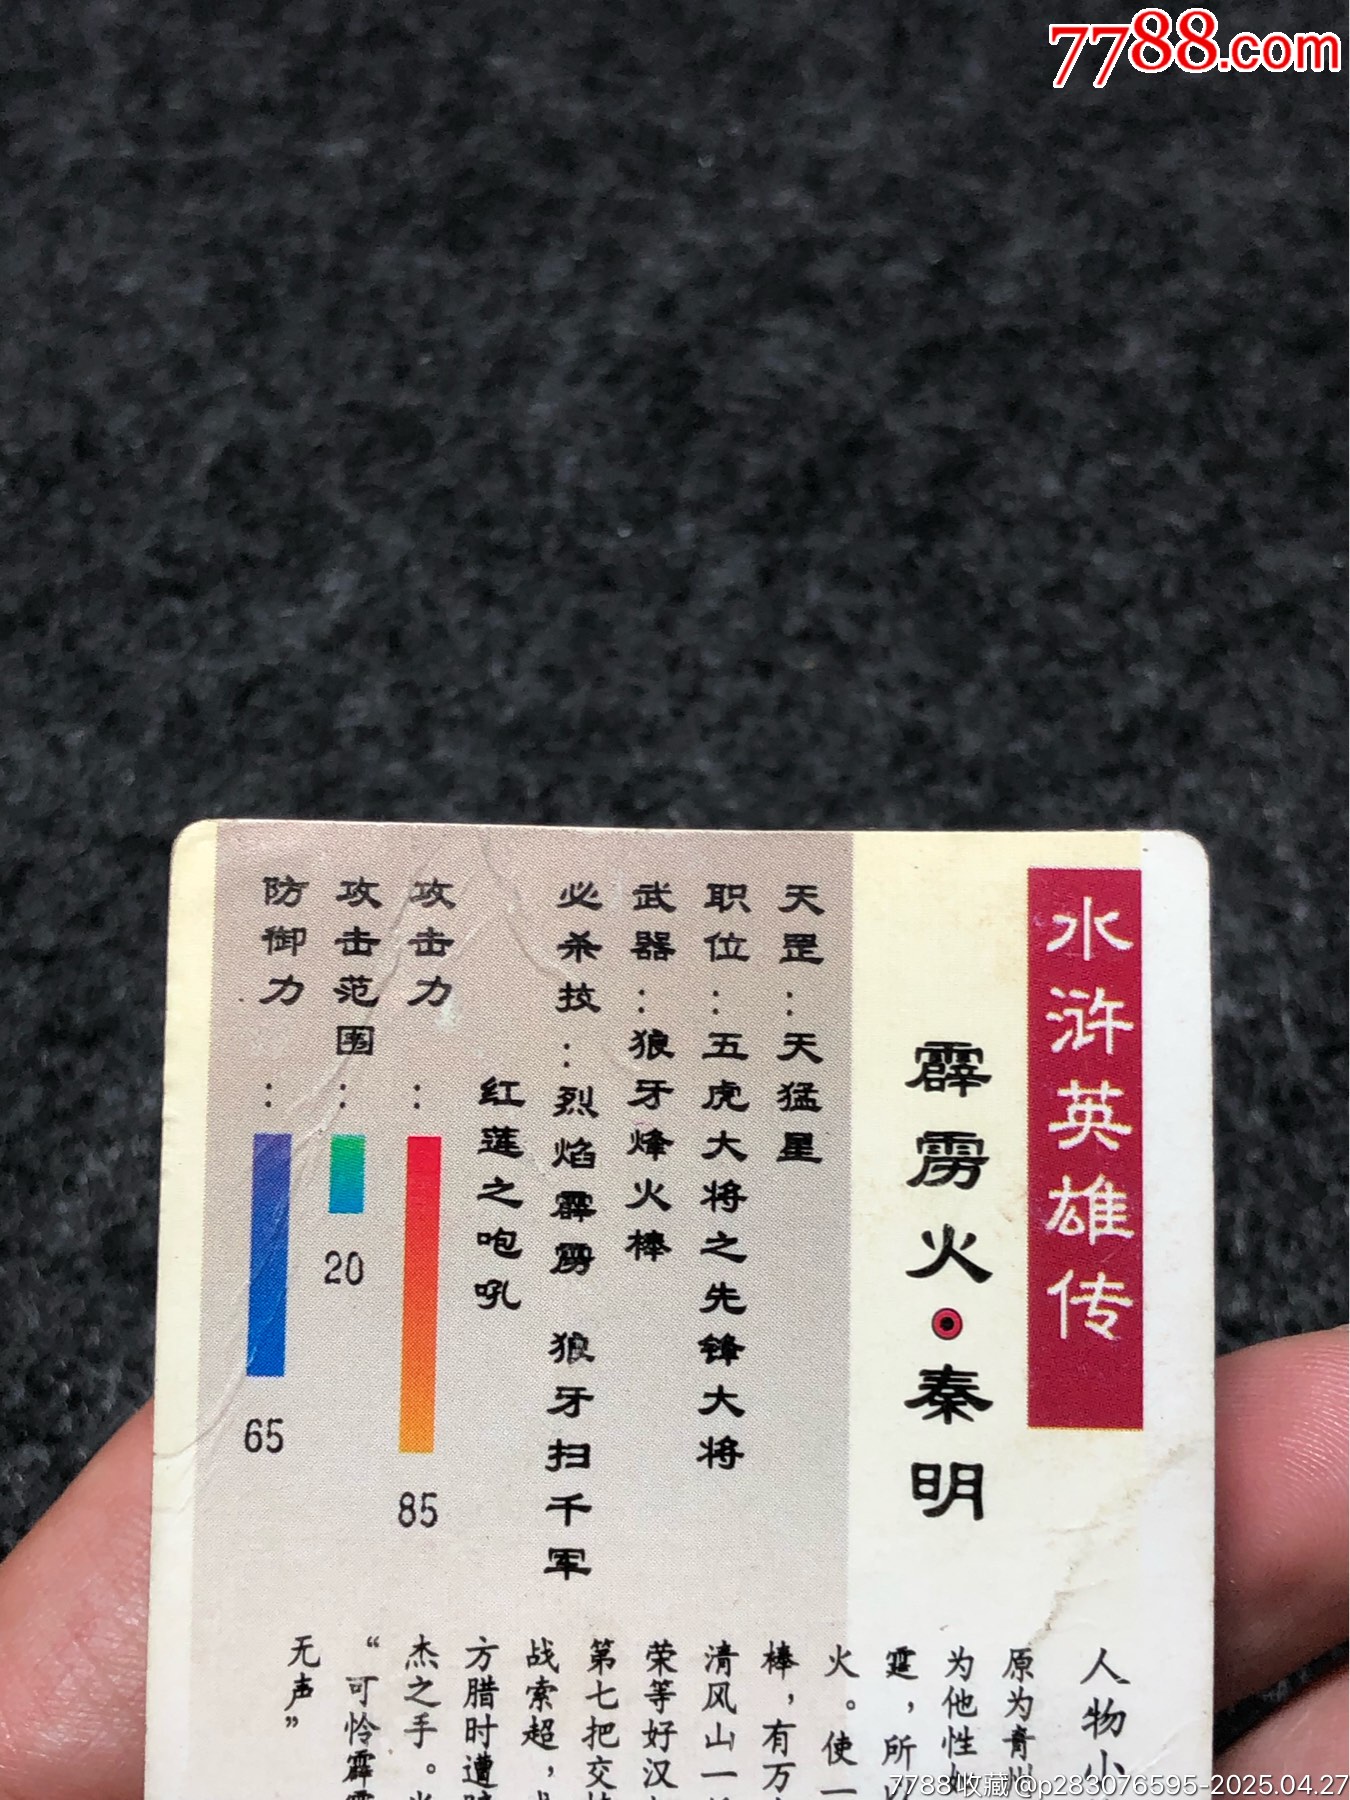 7788.com
水浒英雄传
霹雳火·秦明
天罡：天猛星
职位：五虎大将之先锋大将
武器：狼牙烽火棒
必杀技：烈焰霹雳 狼牙扫千军
红莲之咆吼
攻击力：85
攻击范围：20
防御力：65
人物小
原为青州
为他性如
霆，所以
火。使一
棒，有万
清风山一
荣等好汉
第七把交
战索超，
方腊时遭
杰之手。
“可怜霹雳
无声”
7788收藏@p283076595-2025.04.27